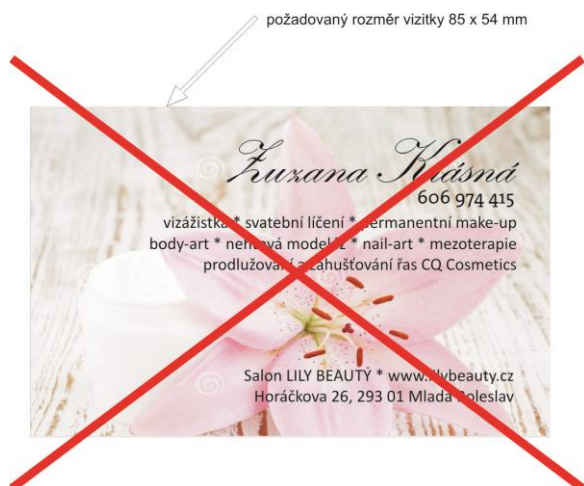 požadovaný rozměr vizitky 85 x 54 mm
Zuzana Krásná
606 974 415
vizážistka * svatební líčení * permanentní make-up
body-art * nehtová modeláž * nail-art * mezoterapie
prodlužování a zahušťování řas CQ Cosmetics
Salon LILY BEAUTY * www.lilybeauty.cz
Horáčkova 26, 293 01 Mladá Boleslav